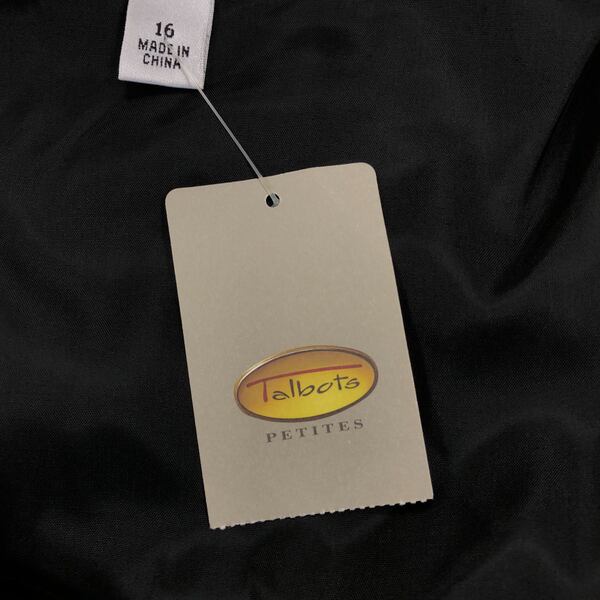 16
MADE IN
CHINA
Talbots
PETITES